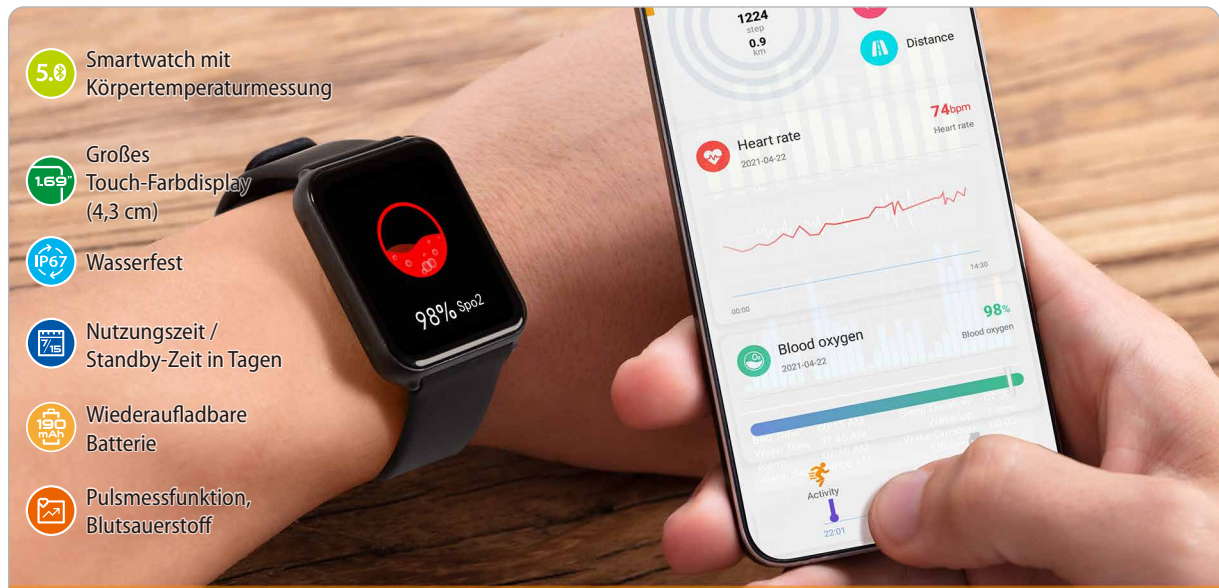 5.0
Smartwatch mit
Körpertemperaturmessung
1.69"
Großes
Touch-Farbdisplay
(4,3 cm)
IP67
Wasserfest
7/15
Nutzungszeit /
Standby-Zeit in Tagen
190
mAh
Wiederaufladbare
Batterie
Pulsmessfunktion,
Blutsauerstoff
98% Spo2
1224
step
0.9
km
Distance
Heart rate
2021-04-22
74bpm
Heart rate
00:00
14:30
Blood oxygen
2021-04-22
98%
Blood oxygen
Activity
22:01